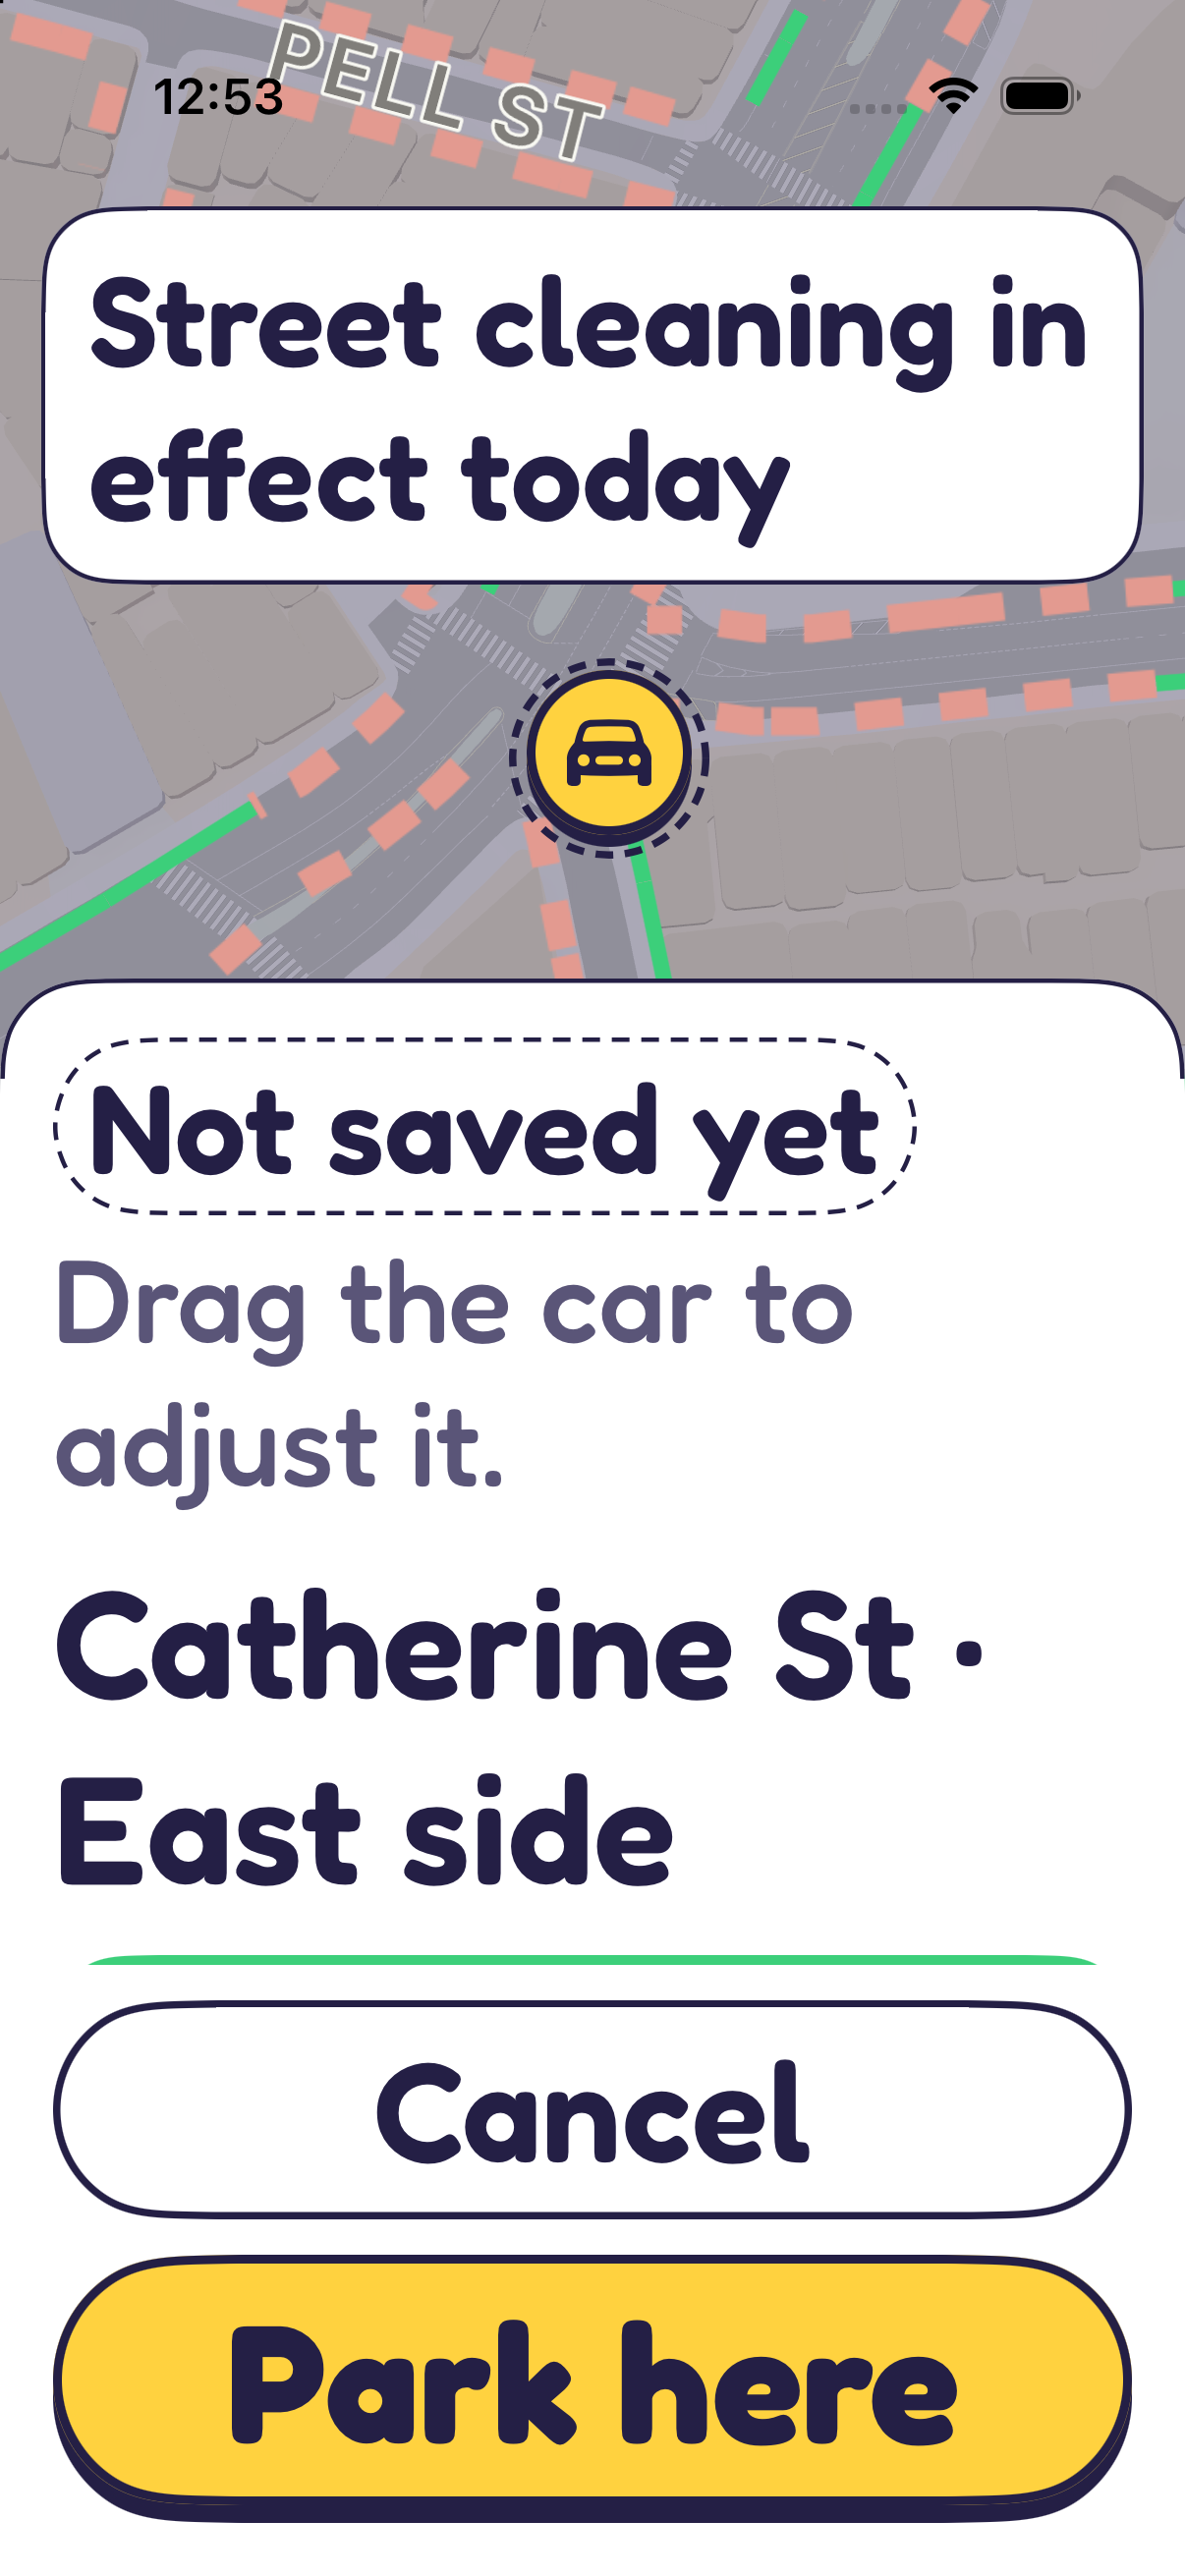 PELL ST
12:53
Street cleaning in
effect today
Not saved yet
Drag the car to
adjust it.
Catherine St ·
East side
Cancel
Park here